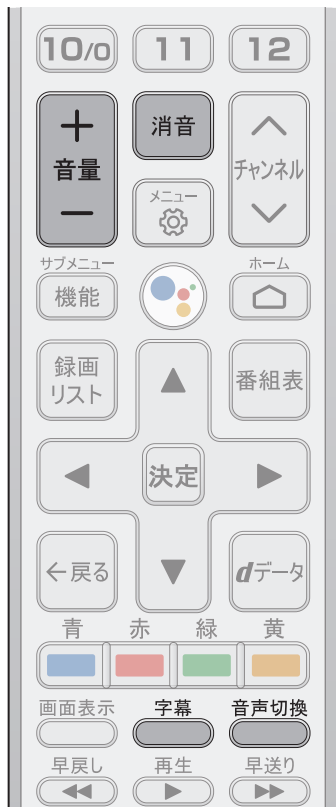 10/0 11 12
＋ 消音 チャンネル
音量
－ メニュー
サブメニュー ホーム
機能
録画 番組表
リスト
決定
←戻る dデータ
青 赤 緑 黄
画面表示 字幕 音声切換
早戻し 再生 早送り